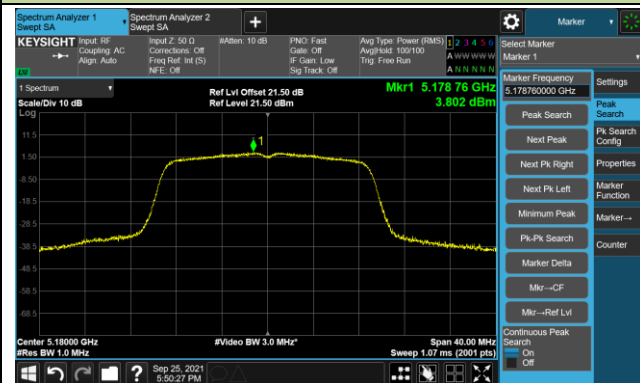 Spectrum Analyzer 1
Swept SA
Spectrum Analyzer 2
Swept SA
+
Marker
KEYSIGHT
Input: RF
Coupling: AC
Align: Auto
Input Z: 50 Ω
Corrections: Off
Freq Ref: Int (S)
NFE: Off
#Atten: 10 dB
PNO: Fast
Gate: Off
IF Gain: Low
Sig Track: Off
Avg Type: Power (RMS)
Avg|Hold: 100/100
Trig: Free Run
1 2 3 4 5 6
A W W W W W
A N N N N N
Select Marker
Marker 1
1 Spectrum
Scale/Div 10 dB
Log
Ref Lvl Offset 21.50 dB
Ref Level 21.50 dBm
Mkr1 5.178 76 GHz
3.802 dBm
11.5
1.50
-8.50
-18.5
-28.5
-38.5
-48.5
-58.5
-68.5
1
Center 5.18000 GHz
#Res BW 1.0 MHz
#Video BW 3.0 MHz*
Span 40.00 MHz
Sweep 1.07 ms (2001 pts)
Marker Frequency
5.178760000 GHz
Peak Search
Next Peak
Next Pk Right
Next Pk Left
Minimum Peak
Pk-Pk Search
Marker Delta
Mkr→CF
Mkr→Ref Lvl
Continuous Peak
Search
On
Off
Settings
Peak
Search
Pk Search
Config
Properties
Marker
Function
Marker→
Counter
?
Sep 25, 2021
5:50:27 PM